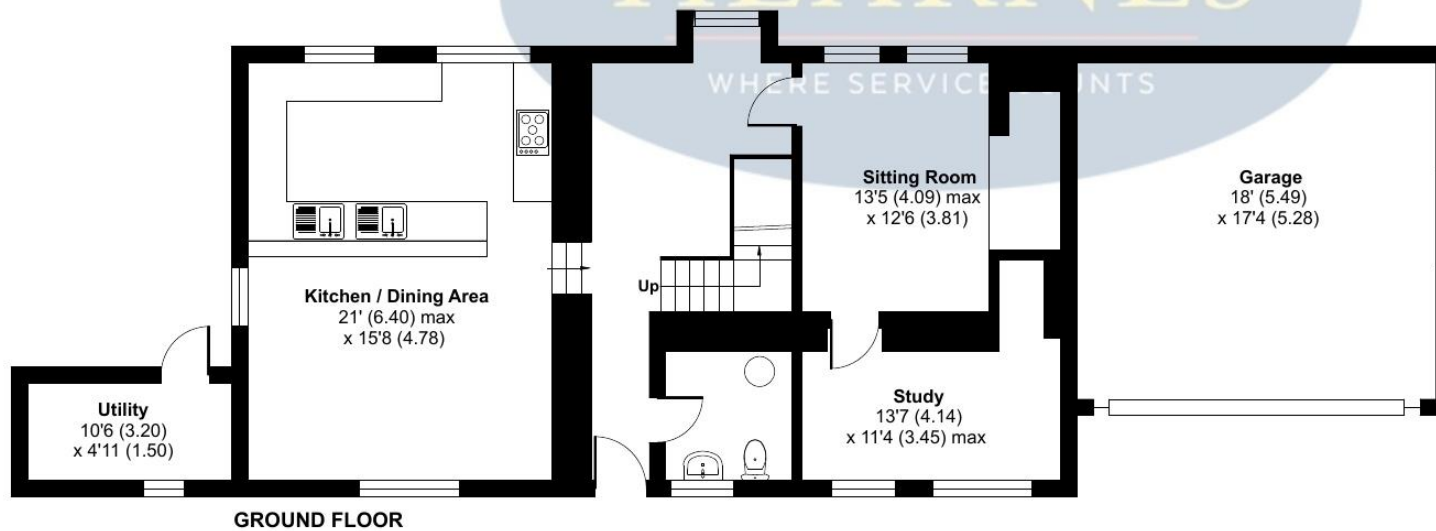 WHERE SERVICE
Sitting Room
13'5 (4.09) max
x 12'6 (3.81)
Garage
18' (5.49)
x 17'4 (5.28)
Up
Kitchen / Dining Area
21' (6.40) max
x 15'8 (4.78)
Utility
10'6 (3.20)
x 4'11 (1.50)
Study
13'7 (4.14)
x 11'4 (3.45) max
GROUND FLOOR